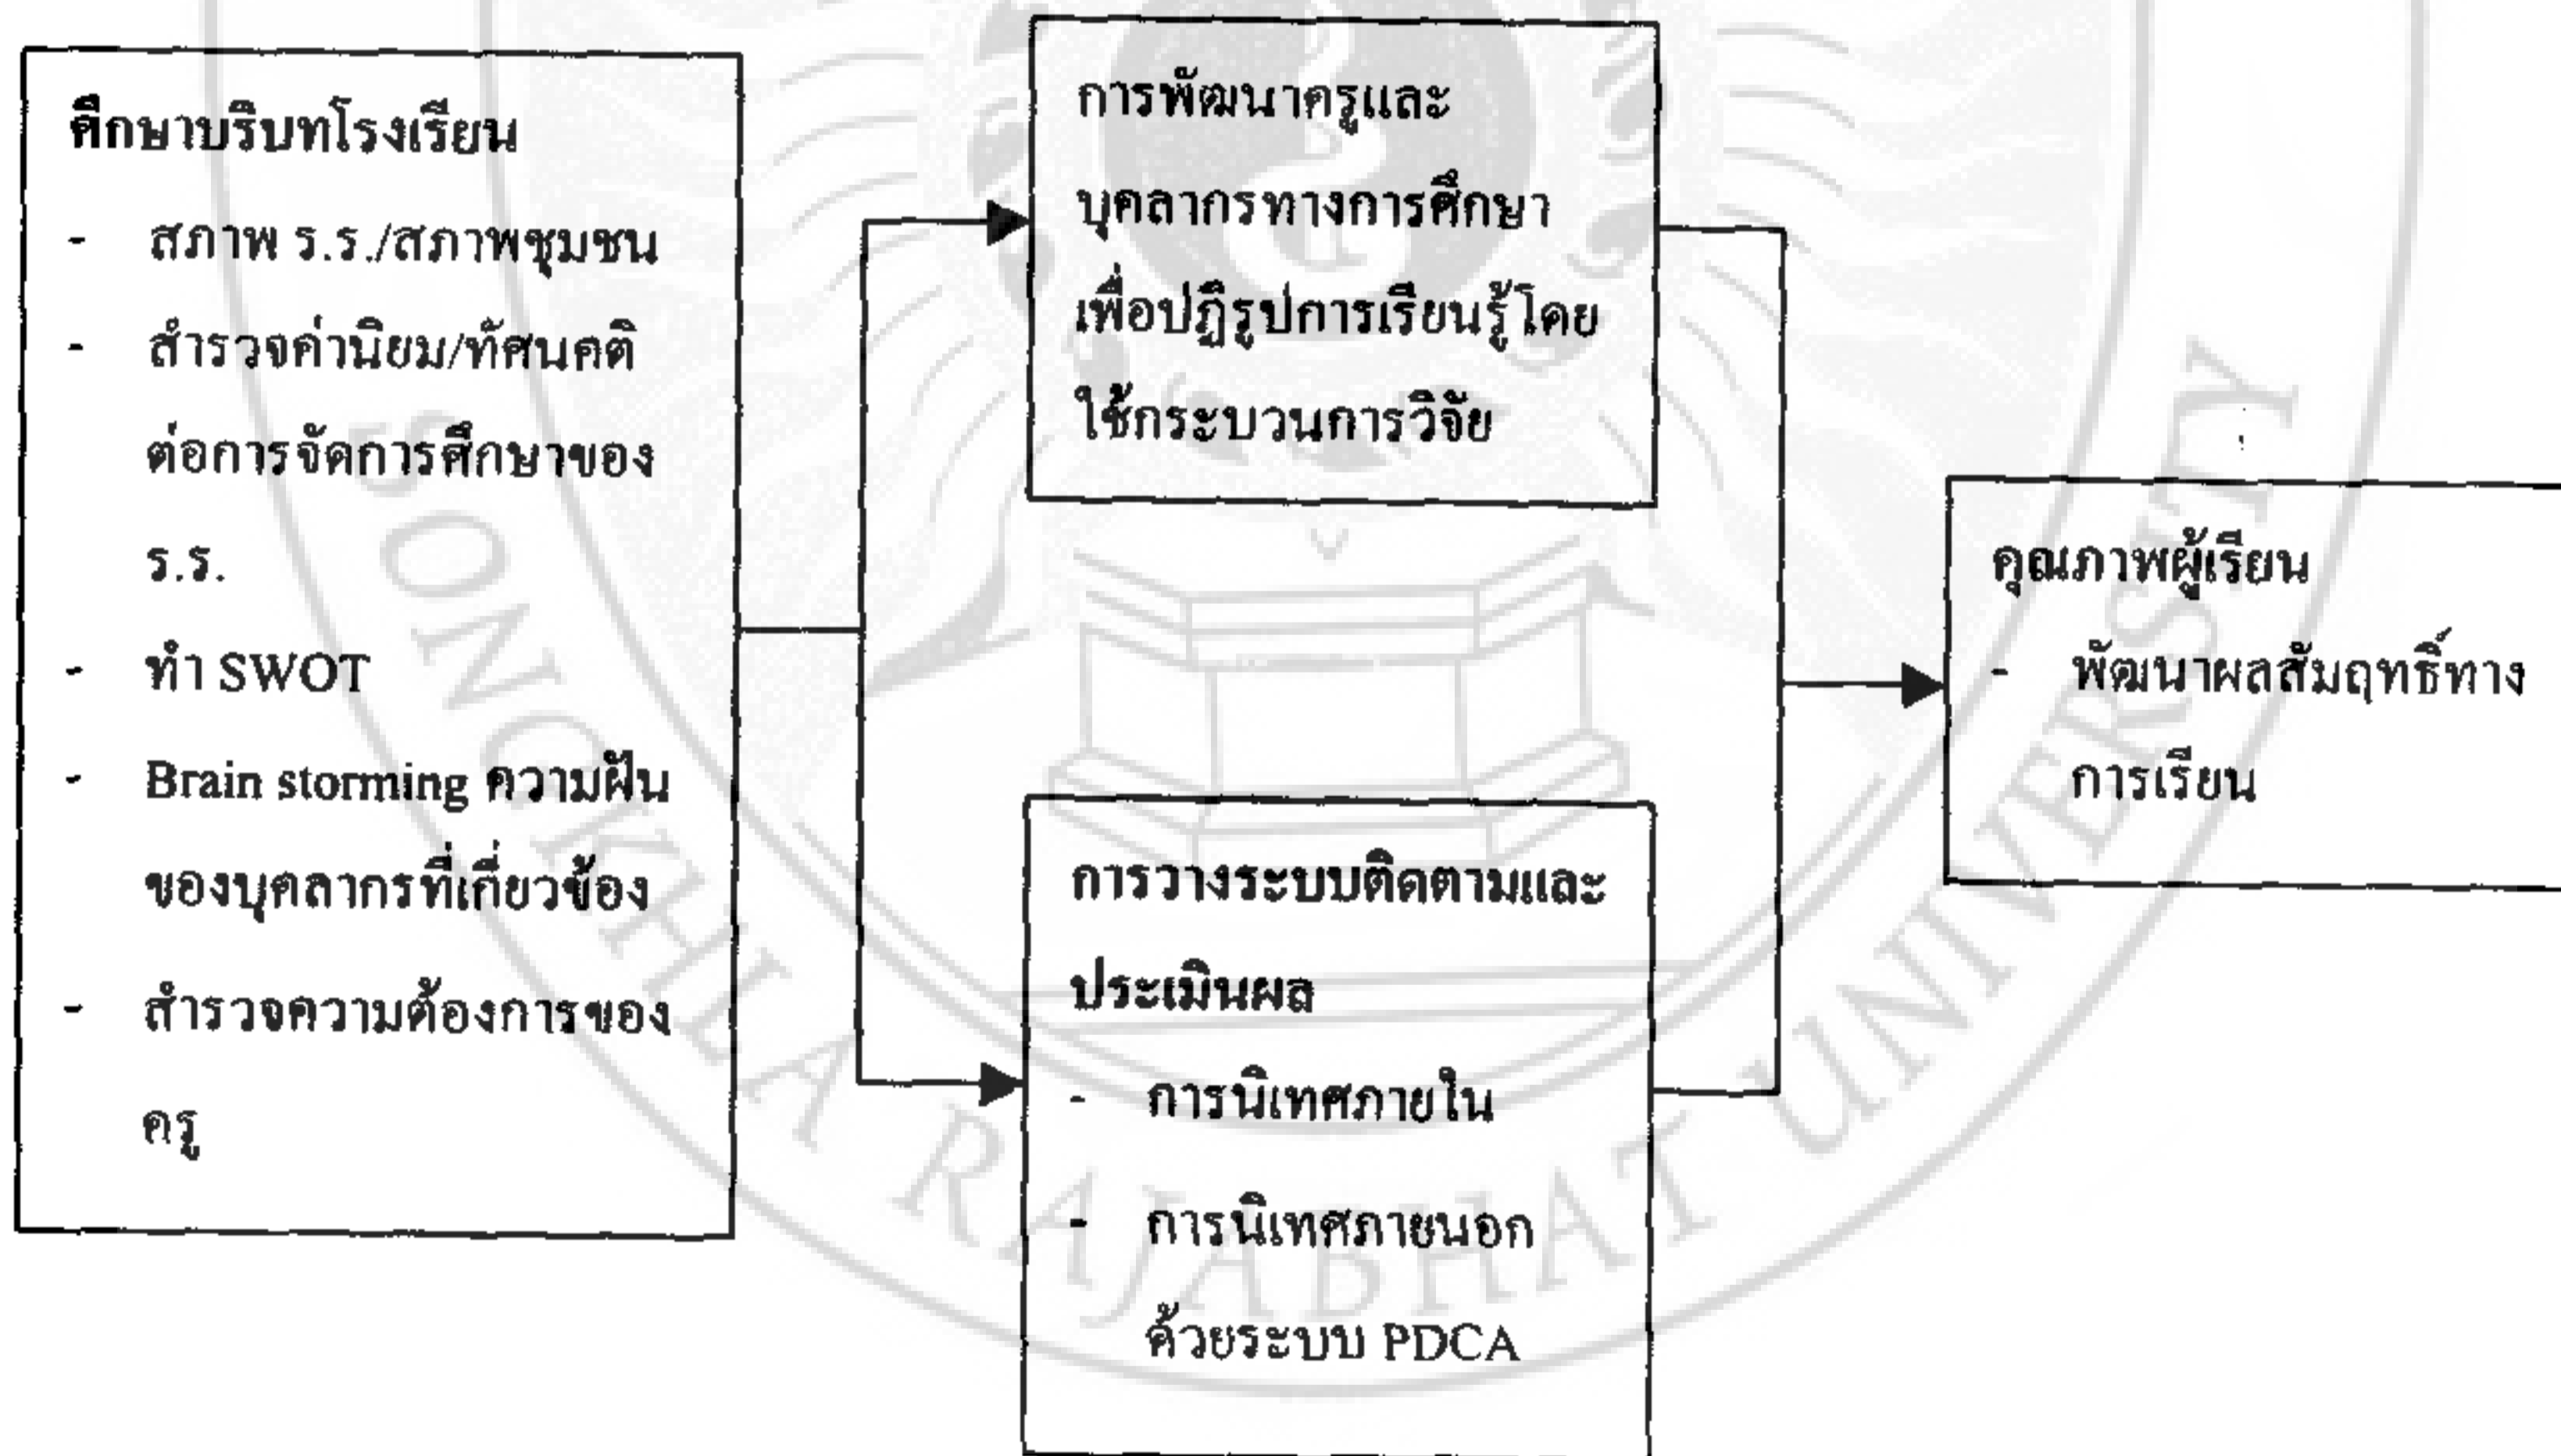 ศึกษาบริบทโรงเรียน
- สภาพ ร.ร./สภาพชุมชน
- สำรวจค่านิยม/ทัศนคติ
ต่อการจัดการศึกษาของ
ร.ร.
- ทำ SWOT
- Brain storming ความฝัน
ของบุคลากรที่เกี่ยวข้อง
- สำรวจความต้องการของ
ครู
การพัฒนาครูและ
บุคลากรทางการศึกษา
เพื่อปฏิรูปการเรียนรู้โดย
ใช้กระบวนการวิจัย
การวางระบบติดตามและ
ประเมินผล
- การนิเทศภายใน
- การนิเทศภายนอก
ด้วยระบบ PDCA
คุณภาพผู้เรียน
- พัฒนาผลสัมฤทธิ์ทาง
การเรียน
SONGKHLA RAJABHAT UNIVERSITY